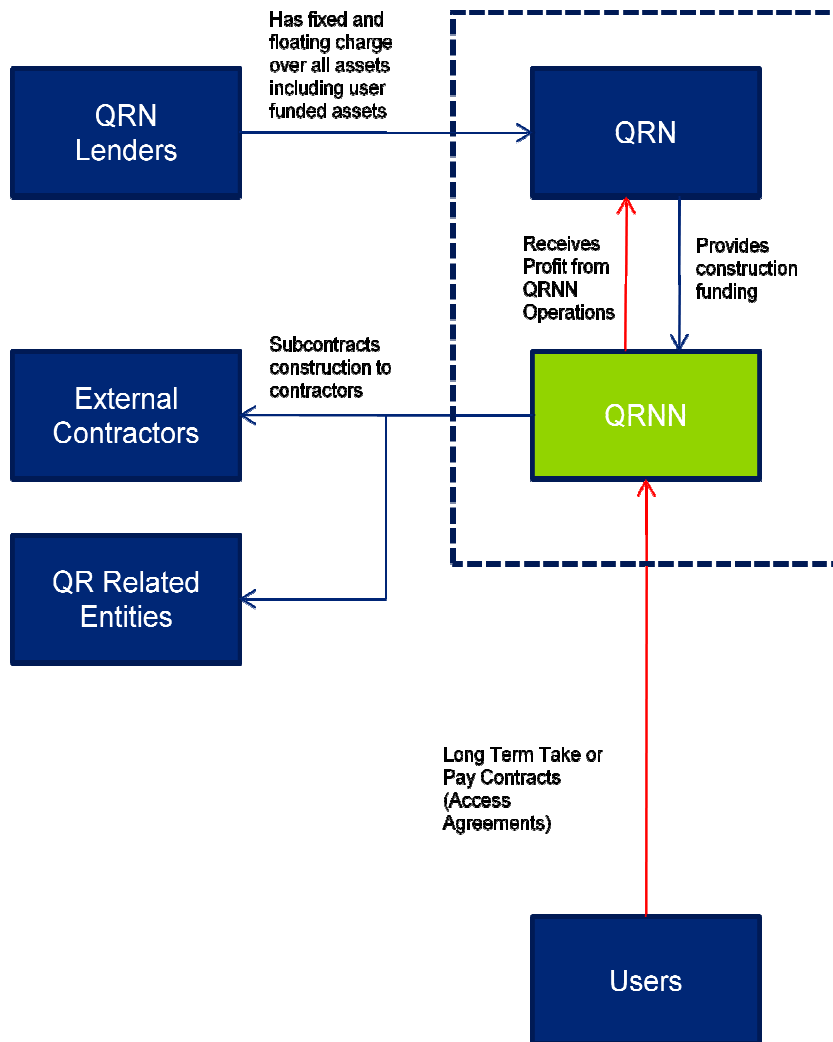 Has fixed and
floating charge
over all assets
including user
funded assets
QRN
Lenders
QRN
Receives
Profit from
QRNN
Operations
Provides
construction
funding
Subcontracts
construction to
contractors
External
Contractors
QRNN
QR Related
Entities
Long Term Take or
Pay Contracts
(Access
Agreements)
Users